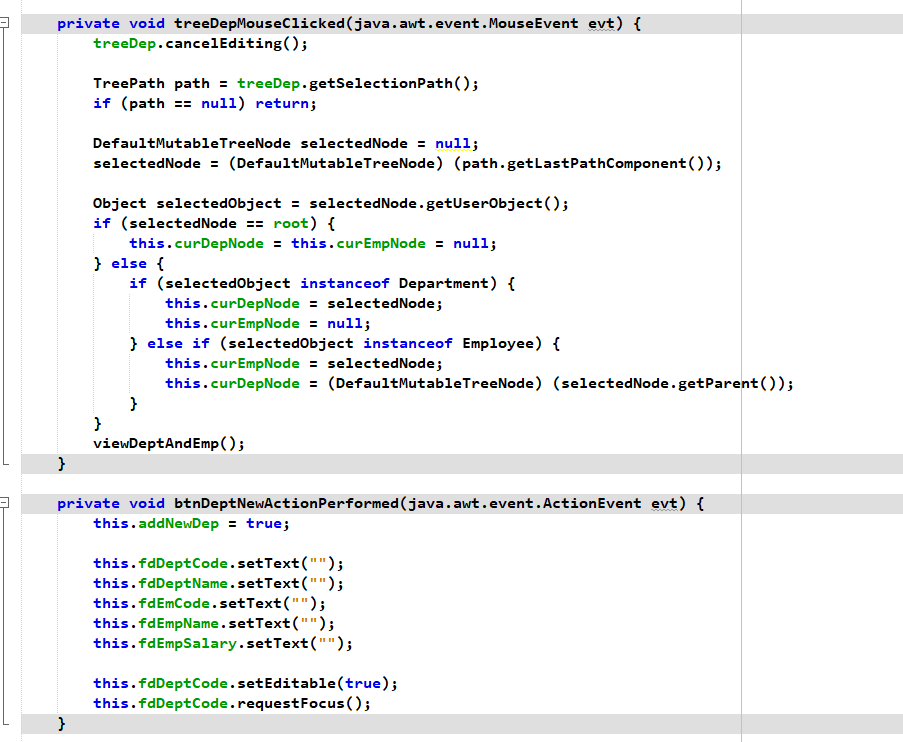 private void treeDepMouseClicked(java.awt.event.MouseEvent evt) {
treeDep.cancelEditing();
TreePath path = treeDep.getSelectionPath();
if (path == null) return;
DefaultMutableTreeNode selectedNode = null;
selectedNode = (DefaultMutableTreeNode) (path.getLastPathComponent());
Object selectedObject = selectedNode.getUserObject();
if (selectedNode == root) {
this.curDepNode = this.curEmpNode = null;
} else {
if (selectedObject instanceof Department) {
this.curDepNode = selectedNode;
this.curEmpNode = null;
} else if (selectedObject instanceof Employee) {
this.curEmpNode = selectedNode;
this.curDepNode = (DefaultMutableTreeNode) (selectedNode.getParent());
}
}
viewDeptAndEmp();
}
private void btnDeptNewActionPerformed(java.awt.event.ActionEvent evt) {
this.addNewDep = true;
this.fdDeptCode.setText("");
this.fdDeptName.setText("");
this.fdEmCode.setText("");
this.fdEmpName.setText("");
this.fdEmpSalary.setText("");
this.fdDeptCode.setEditable(true);
this.fdDeptCode.requestFocus();
}